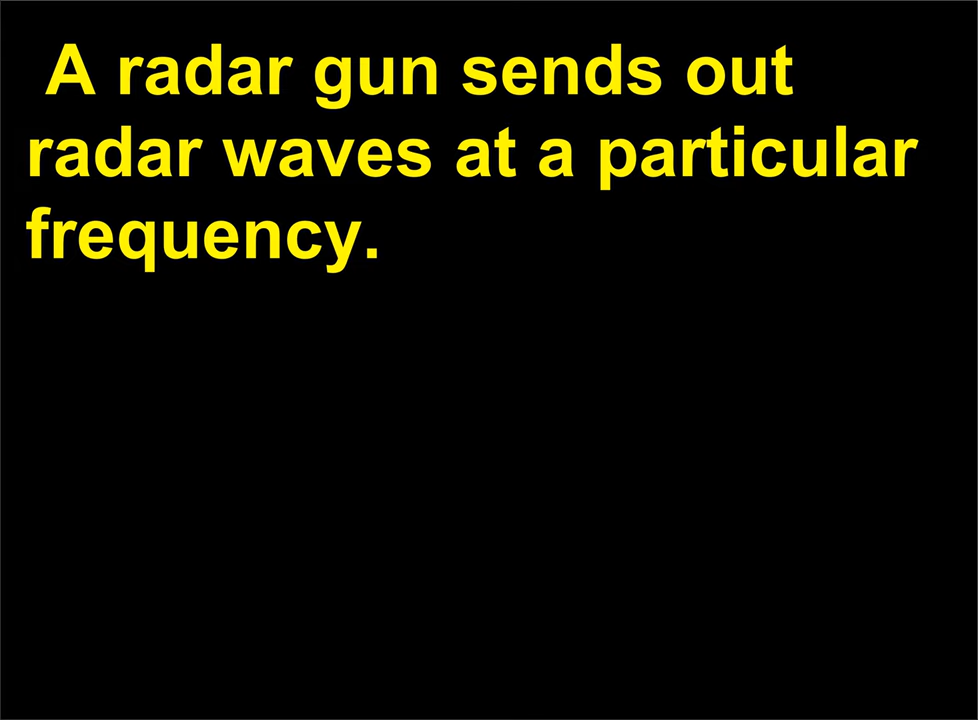 A radar gun sends out
radar waves at a particular
frequency.